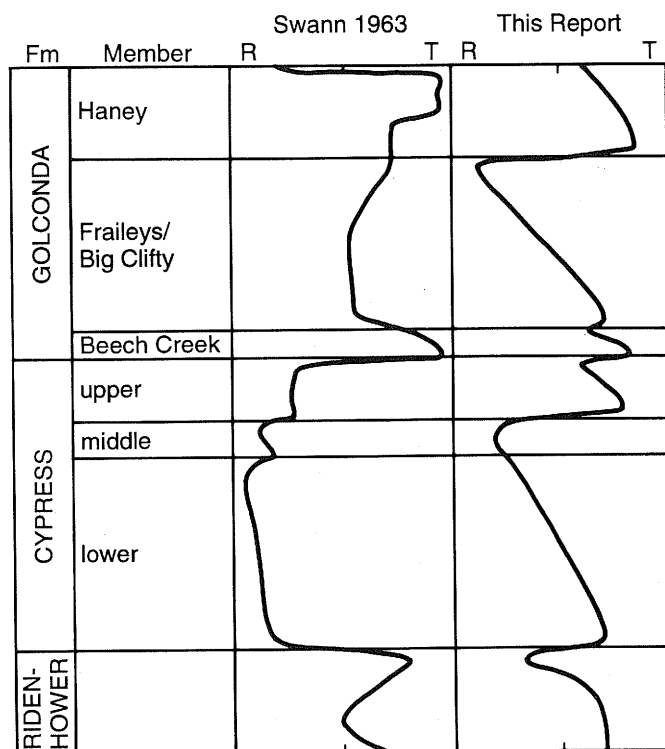 Swann 1963
This Report
Fm
Member
R
T
R
T
GOLCONDA
Haney
Fraileys/
Big Clifty
Beech Creek
CYPRESS
upper
middle
lower
RIDEN-
HOWER